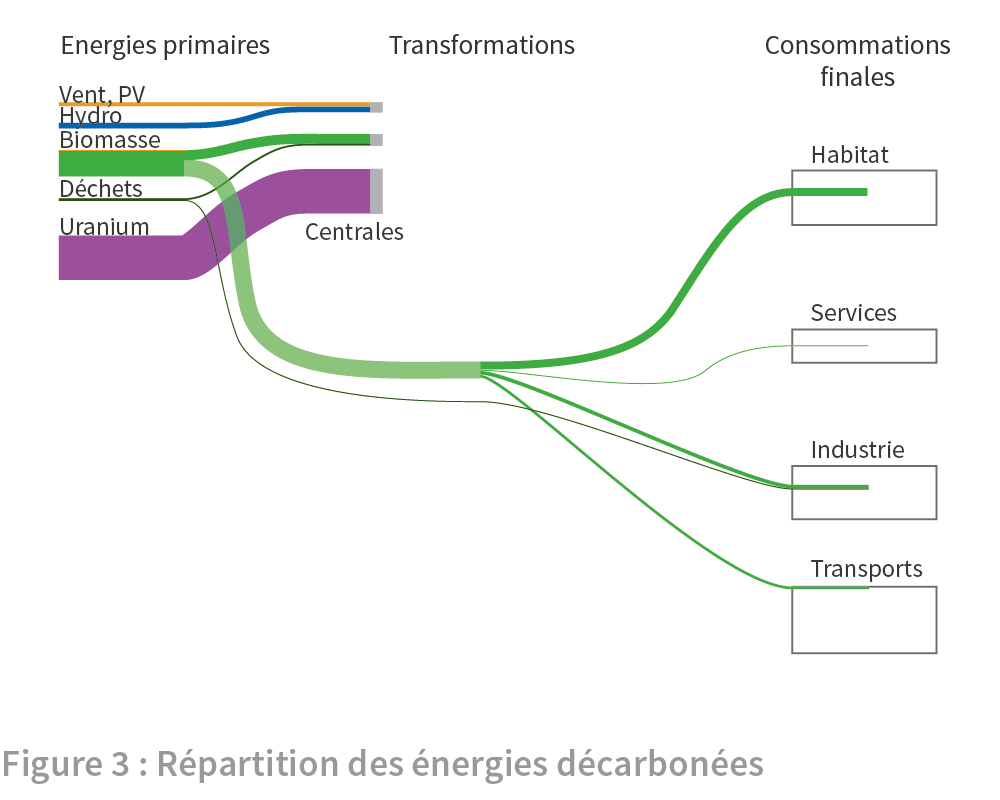 Energies primaires
Transformations
Consommations
finales
Vent, PV
Hydro
Biomasse
Déchets
Uranium
Centrales
Habitat
Services
Industrie
Transports
Figure 3 : Répartition des énergies décarbonées